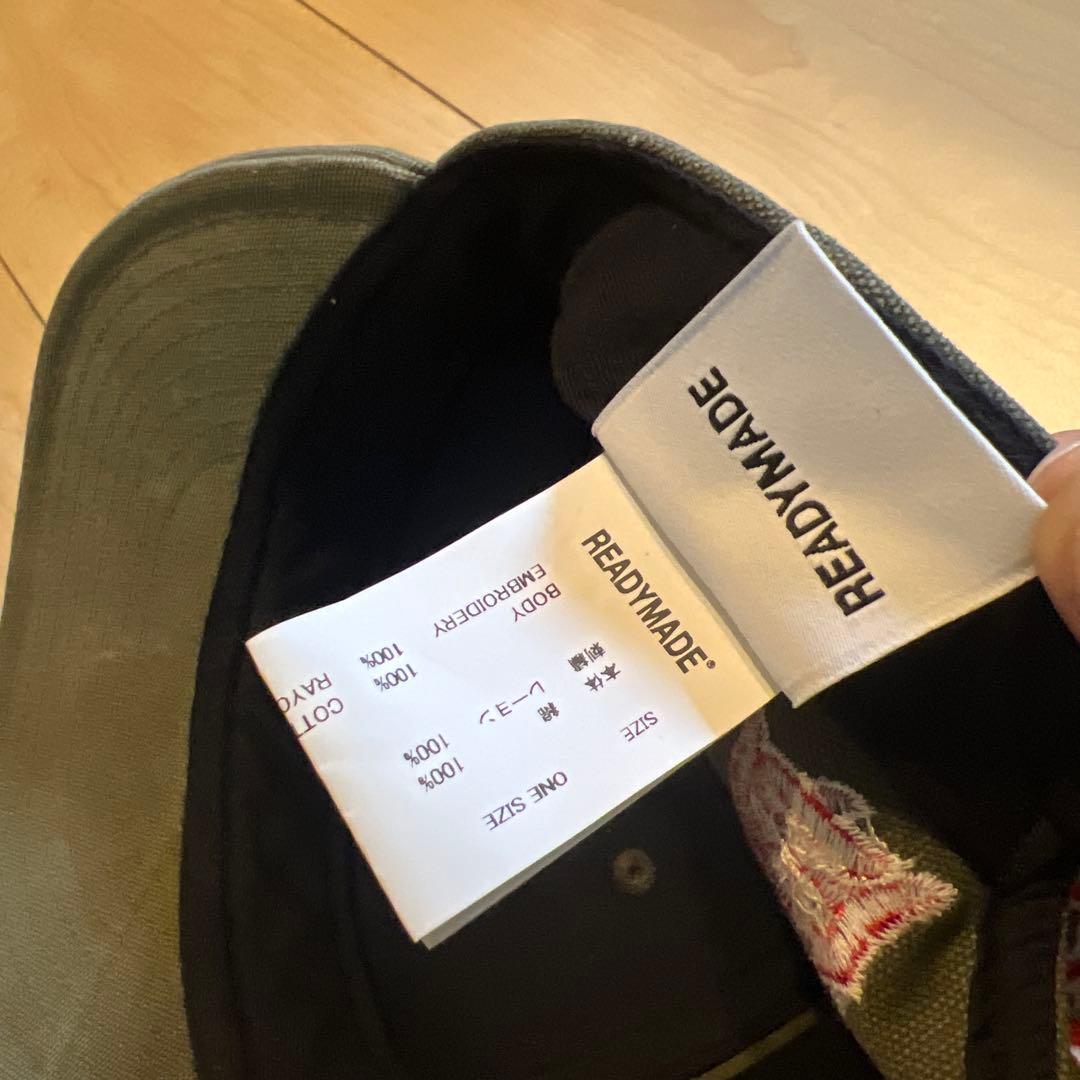 READYMADE
READYMADE®
SIZE ONE SIZE
本体 綿 100%
刺繍 レーヨン 100%
BODY 100% COTT
EMBROIDERY 100% RAYO